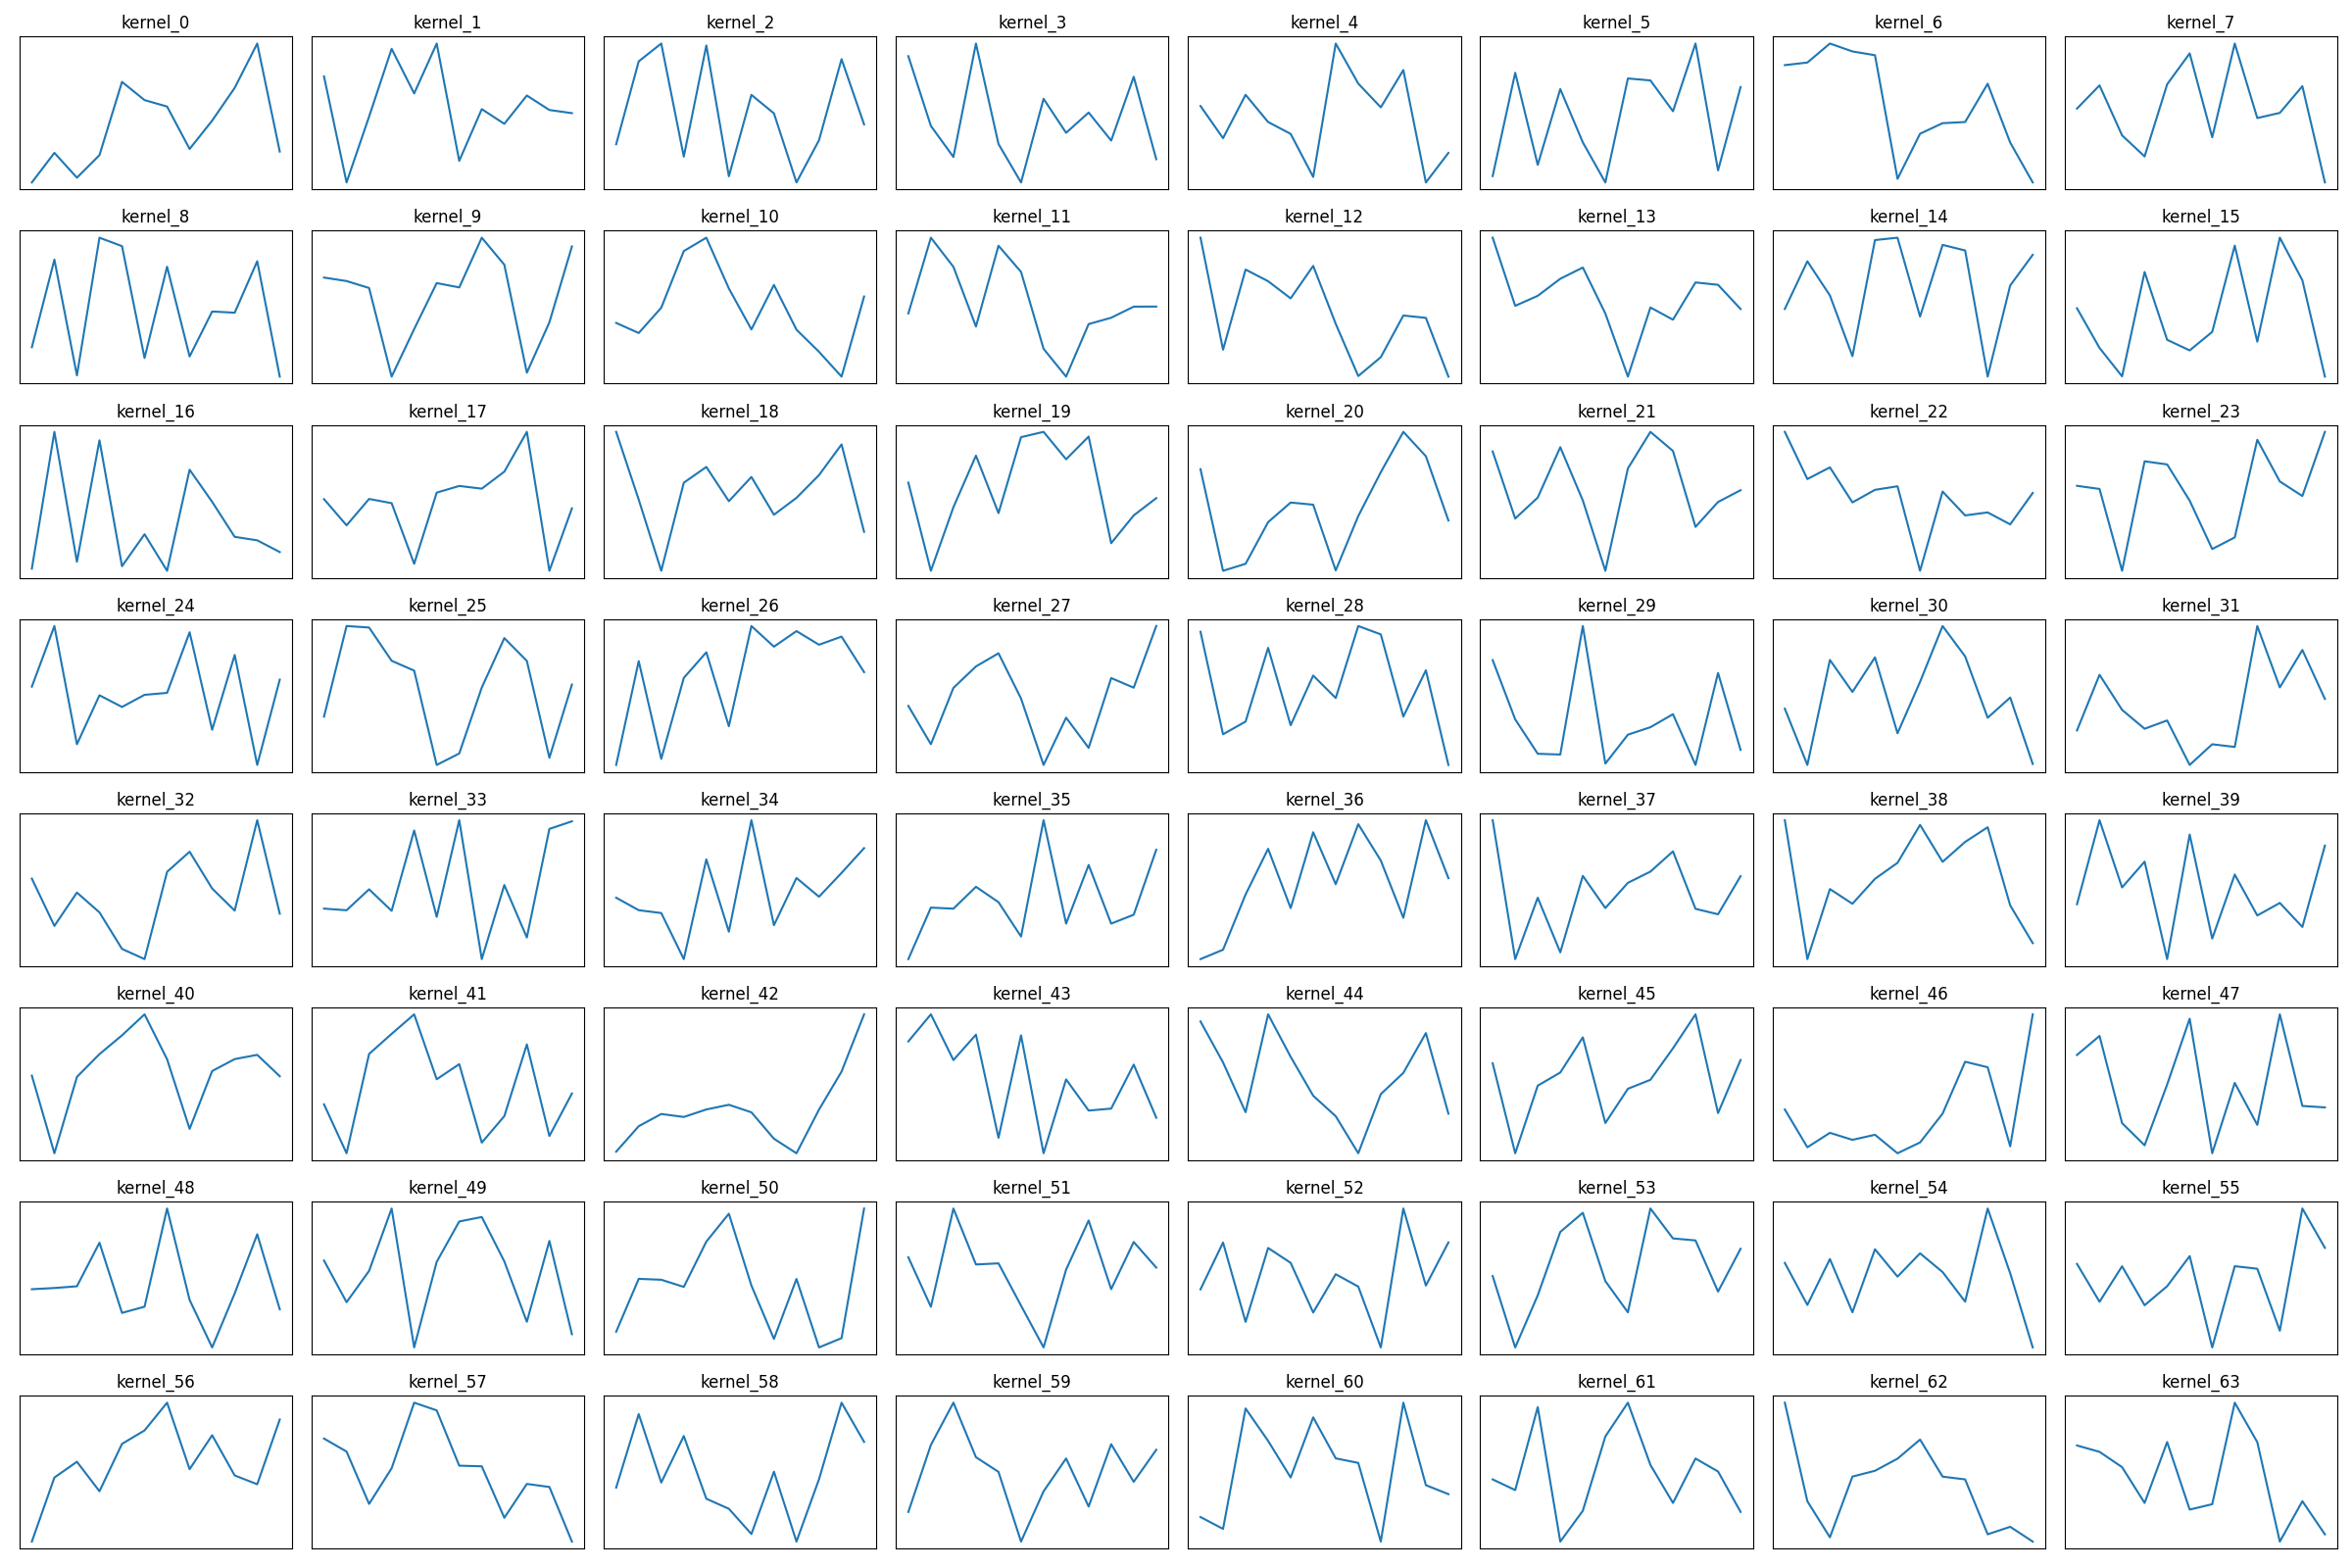 kernel_0 kernel_1 kernel_2 kernel_3 kernel_4 kernel_5 kernel_6 kernel_7
kernel_8 kernel_9 kernel_10 kernel_11 kernel_12 kernel_13 kernel_14 kernel_15
kernel_16 kernel_17 kernel_18 kernel_19 kernel_20 kernel_21 kernel_22 kernel_23
kernel_24 kernel_25 kernel_26 kernel_27 kernel_28 kernel_29 kernel_30 kernel_31
kernel_32 kernel_33 kernel_34 kernel_35 kernel_36 kernel_37 kernel_38 kernel_39
kernel_40 kernel_41 kernel_42 kernel_43 kernel_44 kernel_45 kernel_46 kernel_47
kernel_48 kernel_49 kernel_50 kernel_51 kernel_52 kernel_53 kernel_54 kernel_55
kernel_56 kernel_57 kernel_58 kernel_59 kernel_60 kernel_61 kernel_62 kernel_63